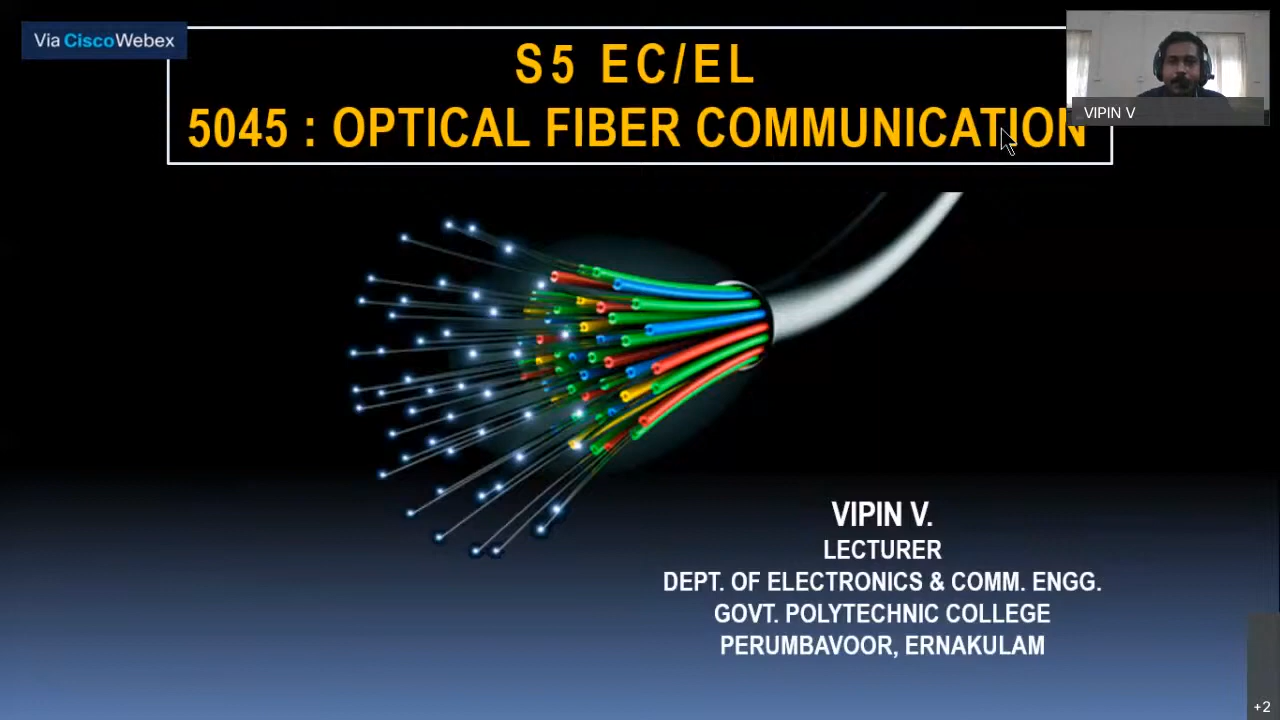 Via CiscoWebex
S5 EC/EL
5045 : OPTICAL FIBER COMMUNICATION
VIPIN V
VIPIN V.
LECTURER
DEPT. OF ELECTRONICS & COMM. ENGG.
GOVT. POLYTECHNIC COLLEGE
PERUMBAVOOR, ERNAKULAM
+2